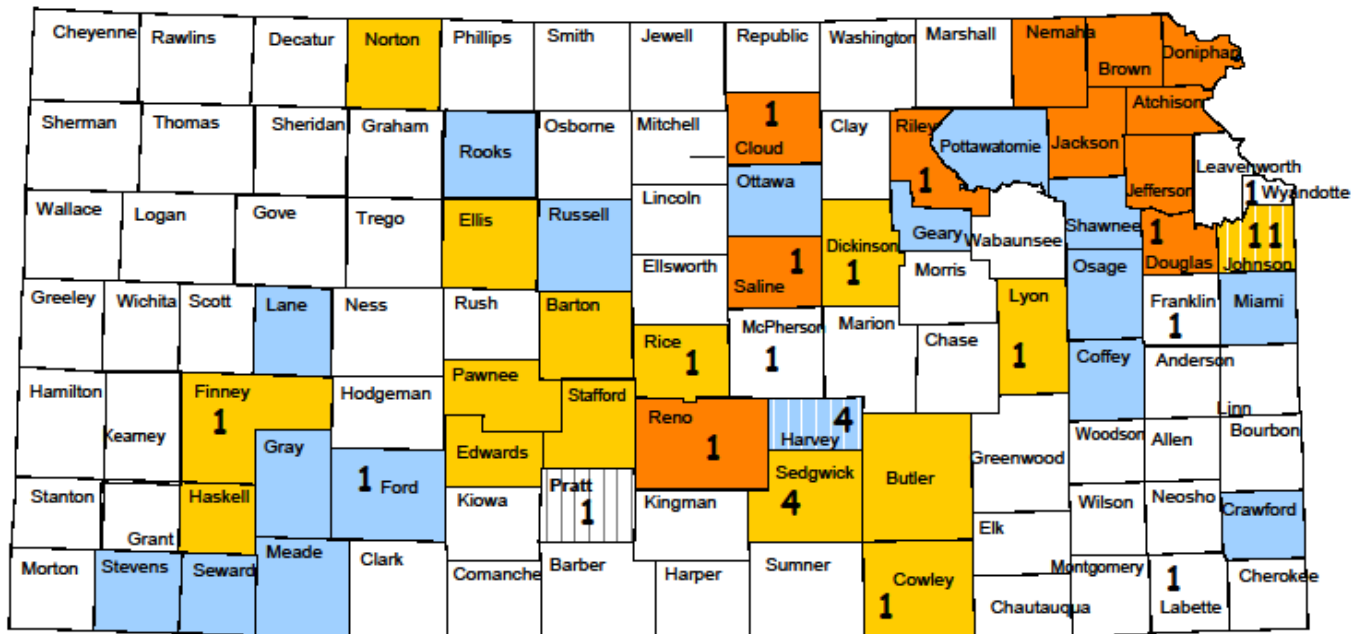 Cheyenne Rawlins Decatur Norton Phillips Smith Jewell Republic Washington Marshall Nemaha Brown Doniphan
Sherman Thomas Sheridan Graham Rooks Osborne Mitchell 1 Cloud Clay Riley 1 Pottawatomie Jackson Atchison
Jefferson Leavenworth 1 Wyandotte
Wallace Logan Gove Trego Ellis Russell Lincoln Ottawa Dickinson 1 Geary Wabaunsee Shawnee 1 Douglas 11 Johnson
Ellsworth 1 Saline Morris Osage
Greeley Wichita Scott Lane Ness Rush Barton Rice 1 McPherson 1 Marion Chase Lyon 1 Franklin 1 Miami
Coffey Anderson Linn
Hamilton Kearney Finney 1 Hodgeman Pawnee Stafford Reno 1 4 Harvey
Gray Edwards Sedgwick 4 Butler Greenwood Woodson Allen Bourbon
Stanton Grant Haskell 1 Ford Kiowa Pratt 1 Kingman Elk Wilson Neosho Crawford
Morton Stevens Seward Meade Clark Comanche Barber Harper Sumner Cowley 1 Chautauqua Montgomery 1 Labette Cherokee